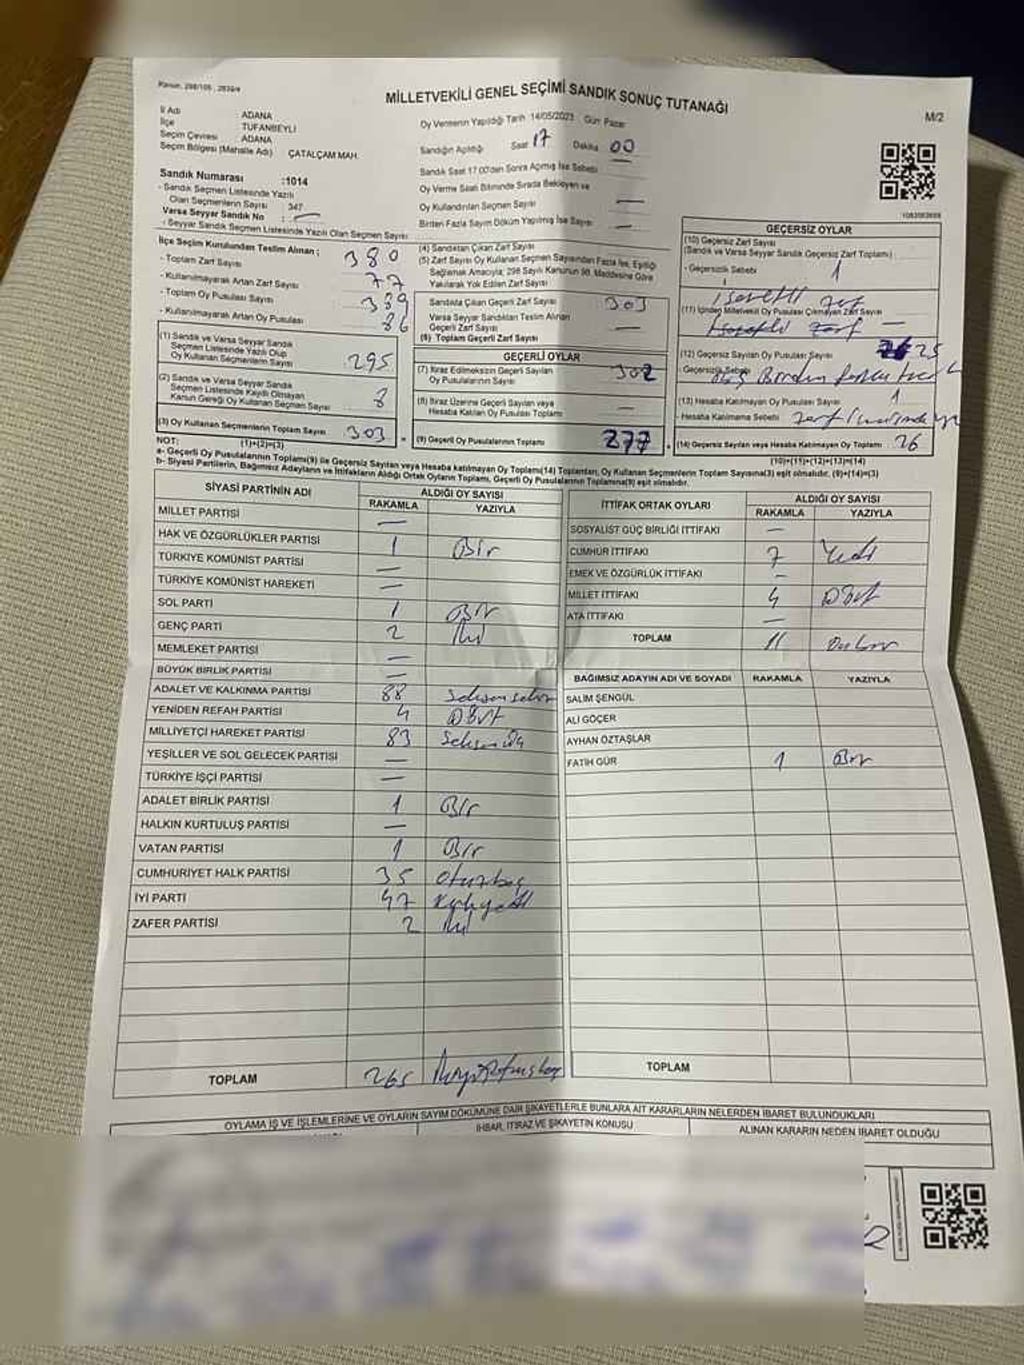 Kanun, 298/105 , 2839/4
MİLLETVEKİLİ GENEL SEÇİMİ SANDIK SONUÇ TUTANAĞI
M/2
İl Adı : ADANA
İlçe : TUFANBEYLİ
Seçim Çevresi : ADANA
Seçim Bölgesi (Mahalle Adı) ÇATALÇAM MAH.
Oy Vermenin Yapıldığı Tarih 14/05/2023 Gün Pazar
Sandığın Açıldığı Saat 17 Dakika 00
Sandık Saat 17.00'den Sonra Açılmış İse Sebebi
Oy Verme Saati Bitiminde Sırada Bekleyen ve
Oy Kullandırılan Seçmen Sayısı —
Birden Fazla Sayım Döküm Yapılmış İse Sayısı —
Sandık Numarası :1014
- Sandık Seçmen Listesinde Yazılı
Olan Seçmenlerin Sayısı : 347
Varsa Seyyar Sandık No : —
- Seyyar Sandık Seçmen Listesinde Yazılı Olan Seçmen Sayısı
İlçe Seçim Kurulundan Teslim Alınan ;
- Toplam Zarf Sayısı 380
- Kullanılmayarak Artan Zarf Sayısı 77
- Toplam Oy Pusulası Sayısı 389
- Kullanılmayarak Artan Oy Pusulası 86
(1) Sandık ve Varsa Seyyar Sandık
Seçmen Listesinde Yazılı Olup
Oy Kullanan Seçmenlerin Sayısı 295
(2) Sandık ve Varsa Seyyar Sandık
Seçmen Listesinde Kaydı Olmayan
Kanun Gereği Oy Kullanan Seçmen Sayısı 8
(3) Oy Kullanan Seçmenlerin Toplam Sayısı 303
(1)+(2)=(3)
(4) Sandıktan Çıkan Zarf Sayısı
(5) Zarf Sayısı Oy Kullanan Seçmen Sayısından Fazla İse, Eşitliği
Sağlamak Amacıyla; 298 Sayılı Kanunun 98. Maddesine Göre
Yakılarak Yok Edilen Zarf Sayısı
Sandıkta Çıkan Geçerli Zarf Sayısı 303
Varsa Seyyar Sandıktan Teslim Alınan
Geçerli Zarf Sayısı —
(6) Toplam Geçerli Zarf Sayısı
GEÇERLİ OYLAR
(7) İtiraz Edilmeksizin Geçerli Sayılan
Oy Pusulalarının Sayısı 302
(8) İtiraz Üzerine Geçerli Sayılan veya
Hesaba Katılan Oy Pusulası Toplamı —
(9) Geçerli Oy Pusulalarının Toplamı 277
GEÇERSİZ OYLAR
(10) Geçersiz Zarf Sayısı
(Sandık ve Varsa Seyyar Sandık Geçersiz Zarf Toplamı)
- Geçersizlik Sebebi 1
(11) İçinden Milletvekili Oy Pusulası Çıkmayan Zarf Sayısı —
(12) Geçersiz Sayılan Oy Pusulası Sayısı 25
- Geçersizlik Sebebi
(13) Hesaba Katılmayan Oy Pusulası Sayısı 1
- Hesaba Katılmama Sebebi
(14) Geçersiz Sayılan veya Hesaba Katılmayan Oy Toplamı 26
(10)+(11)+(12)+(13)=(14)
NOT:
a- Geçerli Oy Pusulalarının Toplamı(9) ile Geçersiz Sayılan veya Hesaba katılmayan Oy Toplamı(14) Toplamları, Oy Kullanan Seçmenlerin Toplam Sayısına(3) eşit olmalıdır. (9)+(14)=(3)
b- Siyasi Partilerin, Bağımsız Adayların ve İttifakların Aldığı Ortak Oyların Toplamı, Geçerli Oy Pusulalarının Toplamına(9) eşit olmalıdır.
SİYASİ PARTİNİN ADI ALDIĞI OY SAYISI
RAKAMLA YAZIYLA
MİLLET PARTİSİ —
HAK VE ÖZGÜRLÜKLER PARTİSİ 1 Bir
TÜRKİYE KOMÜNİST PARTİSİ —
TÜRKİYE KOMÜNİST HAREKETİ —
SOL PARTİ 1 Bir
GENÇ PARTİ 2 İki
MEMLEKET PARTİSİ —
BÜYÜK BİRLİK PARTİSİ —
ADALET VE KALKINMA PARTİSİ 88 Seksensekiz
YENİDEN REFAH PARTİSİ 4 Dört
MİLLİYETÇİ HAREKET PARTİSİ 83 Seksenüç
YEŞİLLER VE SOL GELECEK PARTİSİ —
TÜRKİYE İŞÇİ PARTİSİ —
ADALET BİRLİK PARTİSİ 1 Bir
HALKIN KURTULUŞ PARTİSİ —
VATAN PARTİSİ 1 Bir
CUMHURİYET HALK PARTİSİ 35 Otuzbeş
İYİ PARTİ 47 Kırkyedi
ZAFER PARTİSİ 2 İki
TOPLAM 265
İTTİFAK ORTAK OYLARI ALDIĞI OY SAYISI
RAKAMLA YAZIYLA
SOSYALİST GÜÇ BİRLİĞİ İTTİFAKI —
CUMHUR İTTİFAKI 7 Yedi
EMEK VE ÖZGÜRLÜK İTTİFAKI —
MİLLET İTTİFAKI 4 Dört
ATA İTTİFAKI —
TOPLAM 11 Onbir
BAĞIMSIZ ADAYIN ADI VE SOYADI RAKAMLA YAZIYLA
SALİM ŞENGÜL
ALİ GÖÇER
AYHAN ÖZTAŞLAR
FATİH GÜR 1 Bir
TOPLAM
OYLAMA İŞ VE İŞLEMLERİNE VE OYLARIN SAYIM DÖKÜMÜNE DAİR ŞİKAYETLERLE BUNLARA AİT KARARLARIN NELERDEN İBARET BULUNDUKLARI
İHBAR, İTİRAZ VE ŞİKAYETİN KONUSU
ALINAN KARARIN NEDEN İBARET OLDUĞU